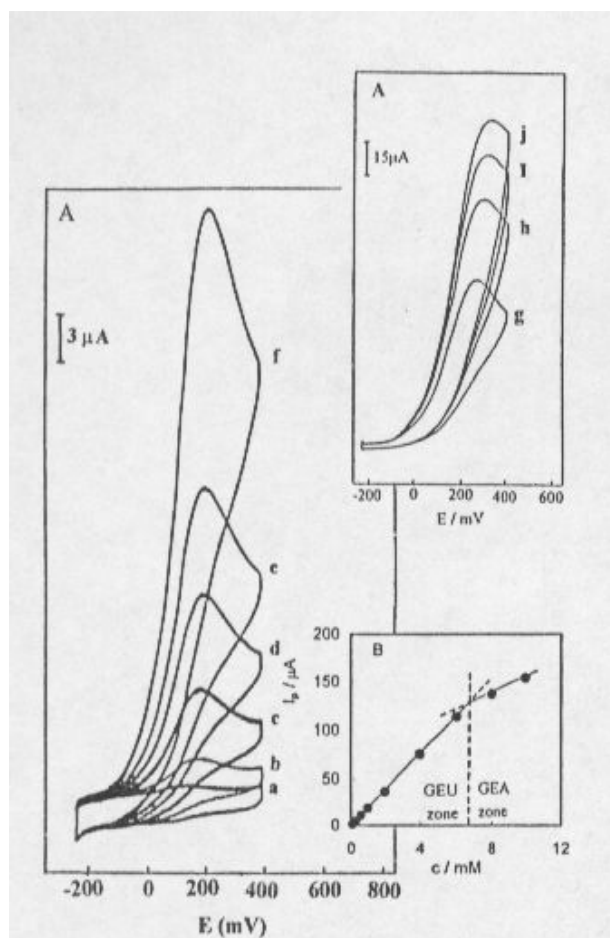 A
3 µA
f
e
d
c
b
a
-200 0 200 400 600 800
E (mV)
A
15µA
j
I
h
g
-200 0 200 400 600
E / mV
B
200
150
100
50
0
Ip / µA
GEU GEA
zone zone
4 8 12
c / mM